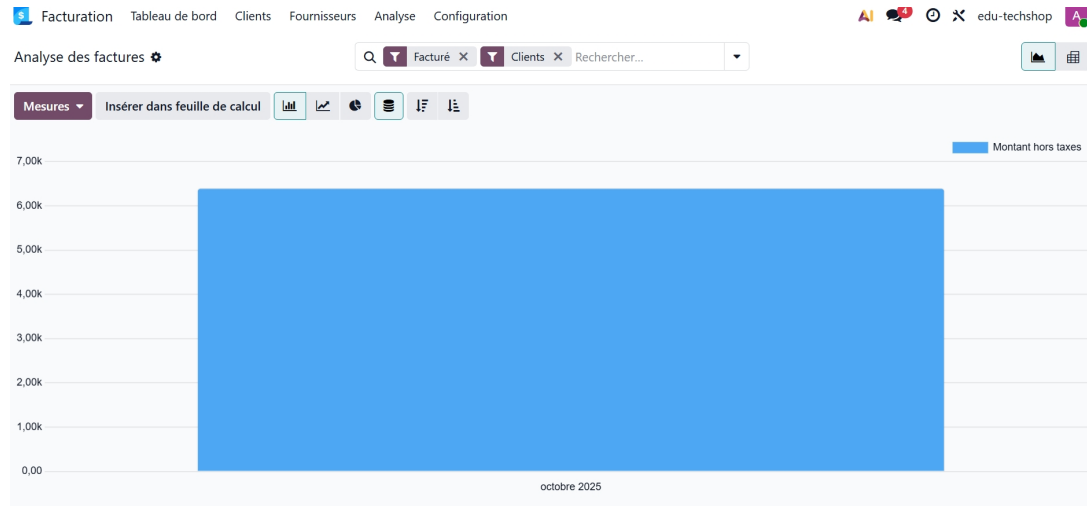 Facturation Tableau de bord Clients Fournisseurs Analyse Configuration AI 4 edu-techshop A
Analyse des factures Facturé Clients Rechercher...
Mesures Insérer dans feuille de calcul
Montant hors taxes
7,00k
6,00k
5,00k
4,00k
3,00k
2,00k
1,00k
0,00
octobre 2025